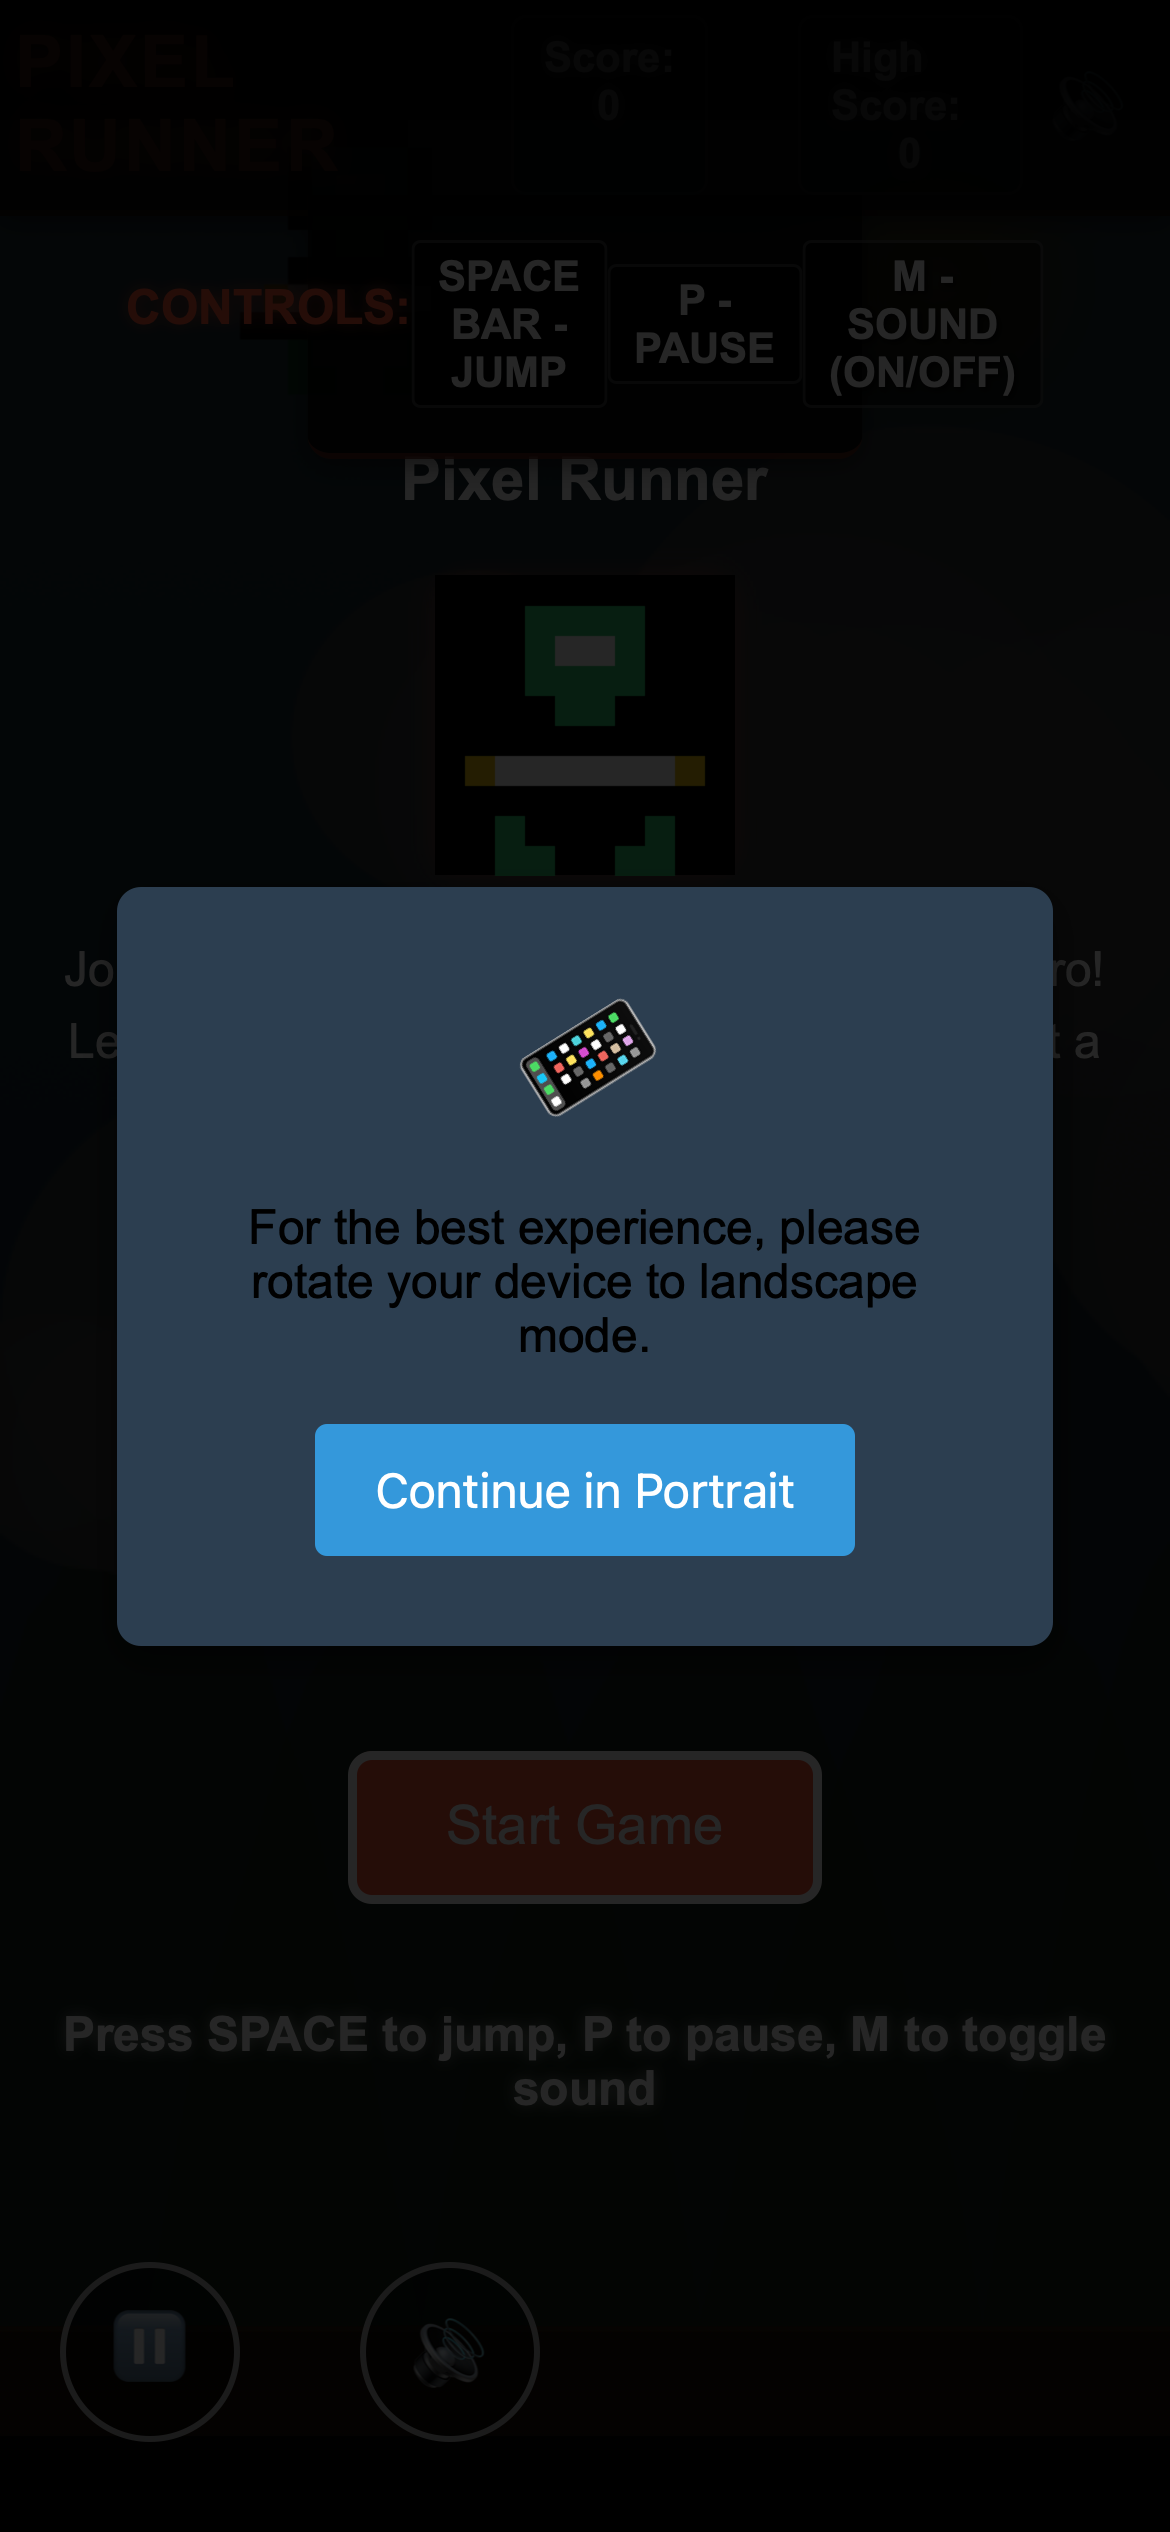 PIXEL
RUNNER
Score:
0
High
Score:
0
CONTROLS:
SPACE
BAR -
JUMP
P -
PAUSE
M -
SOUND
(ON/OFF)
Pixel Runner
Jo
ro!
Le
t a
For the best experience, please
rotate your device to landscape
mode.
Continue in Portrait
Start Game
Press SPACE to jump, P to pause, M to toggle
sound